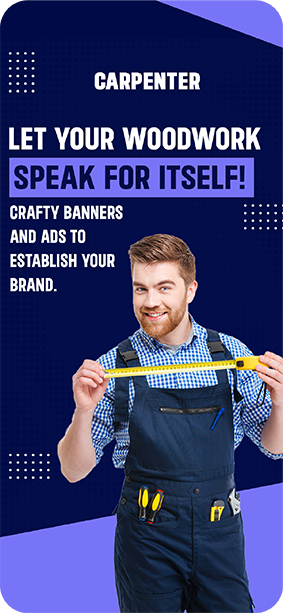 CARPENTER
LET YOUR WOODWORK
SPEAK FOR ITSELF!
CRAFTY BANNERS
AND ADS TO
ESTABLISH YOUR
BRAND.